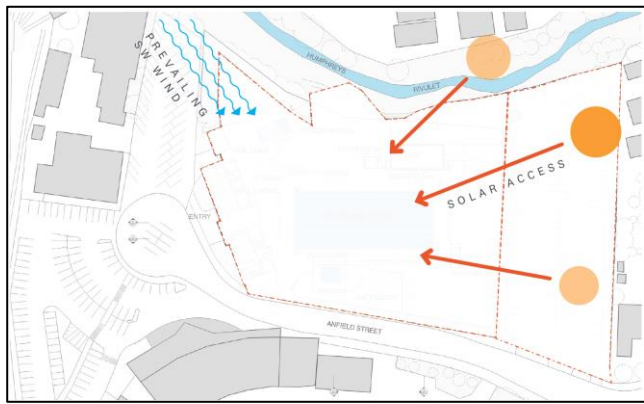 PREVAILING
SW WIND
HUMPHREYS
RIVULET
SOLAR ACCESS
ENTRY
ANFIELD STREET